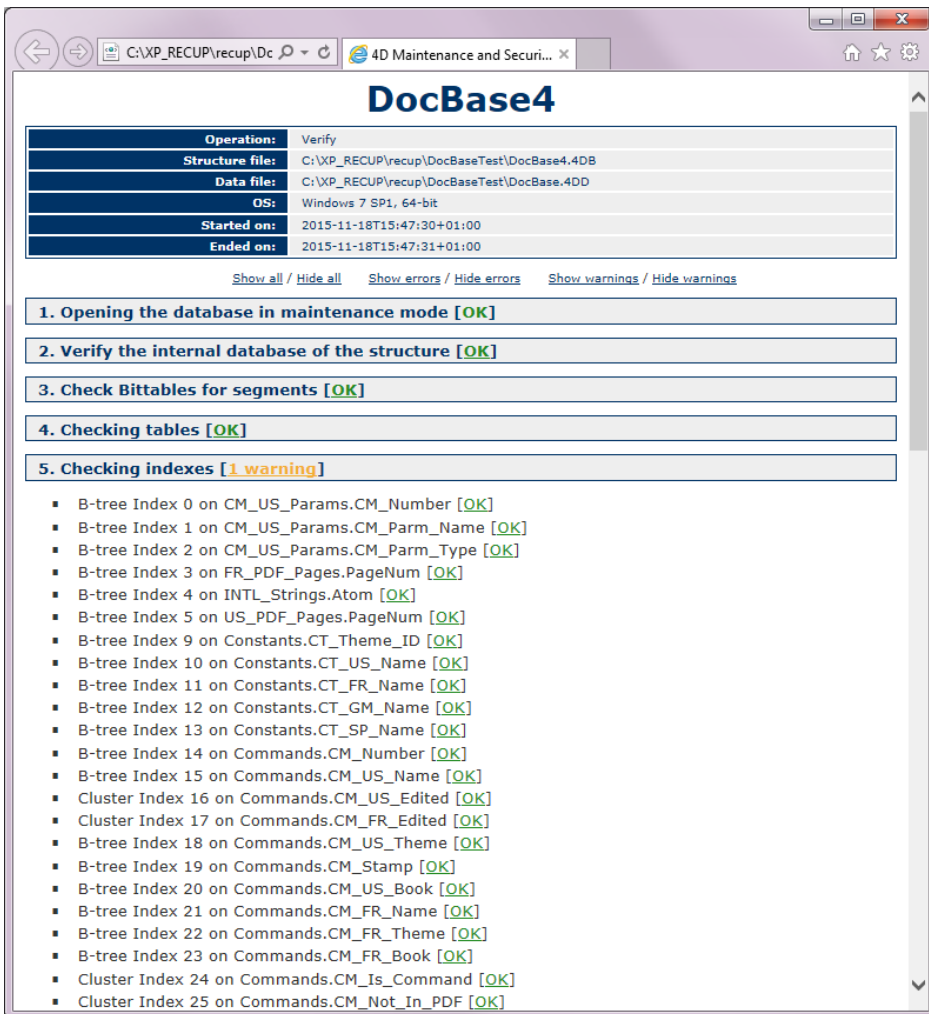 C:\XP_RECUP\recup\Dc
4D Maintenance and Securi...
DocBase4
Operation: Verify
Structure file: C:\XP_RECUP\recup\DocBaseTest\DocBase4.4DB
Data file: C:\XP_RECUP\recup\DocBaseTest\DocBase.4DD
OS: Windows 7 SP1, 64-bit
Started on: 2015-11-18T15:47:30+01:00
Ended on: 2015-11-18T15:47:31+01:00
Show all / Hide all Show errors / Hide errors Show warnings / Hide warnings
1. Opening the database in maintenance mode [OK]
2. Verify the internal database of the structure [OK]
3. Check Bittables for segments [OK]
4. Checking tables [OK]
5. Checking indexes [1 warning]
▪ B-tree Index 0 on CM_US_Params.CM_Number [OK]
▪ B-tree Index 1 on CM_US_Params.CM_Parm_Name [OK]
▪ B-tree Index 2 on CM_US_Params.CM_Parm_Type [OK]
▪ B-tree Index 3 on FR_PDF_Pages.PageNum [OK]
▪ B-tree Index 4 on INTL_Strings.Atom [OK]
▪ B-tree Index 5 on US_PDF_Pages.PageNum [OK]
▪ B-tree Index 9 on Constants.CT_Theme_ID [OK]
▪ B-tree Index 10 on Constants.CT_US_Name [OK]
▪ B-tree Index 11 on Constants.CT_FR_Name [OK]
▪ B-tree Index 12 on Constants.CT_GM_Name [OK]
▪ B-tree Index 13 on Constants.CT_SP_Name [OK]
▪ B-tree Index 14 on Commands.CM_Number [OK]
▪ B-tree Index 15 on Commands.CM_US_Name [OK]
▪ Cluster Index 16 on Commands.CM_US_Edited [OK]
▪ Cluster Index 17 on Commands.CM_FR_Edited [OK]
▪ B-tree Index 18 on Commands.CM_US_Theme [OK]
▪ B-tree Index 19 on Commands.CM_Stamp [OK]
▪ B-tree Index 20 on Commands.CM_US_Book [OK]
▪ B-tree Index 21 on Commands.CM_FR_Name [OK]
▪ B-tree Index 22 on Commands.CM_FR_Theme [OK]
▪ B-tree Index 23 on Commands.CM_FR_Book [OK]
▪ Cluster Index 24 on Commands.CM_Is_Command [OK]
▪ Cluster Index 25 on Commands.CM_Not_In_PDF [OK]